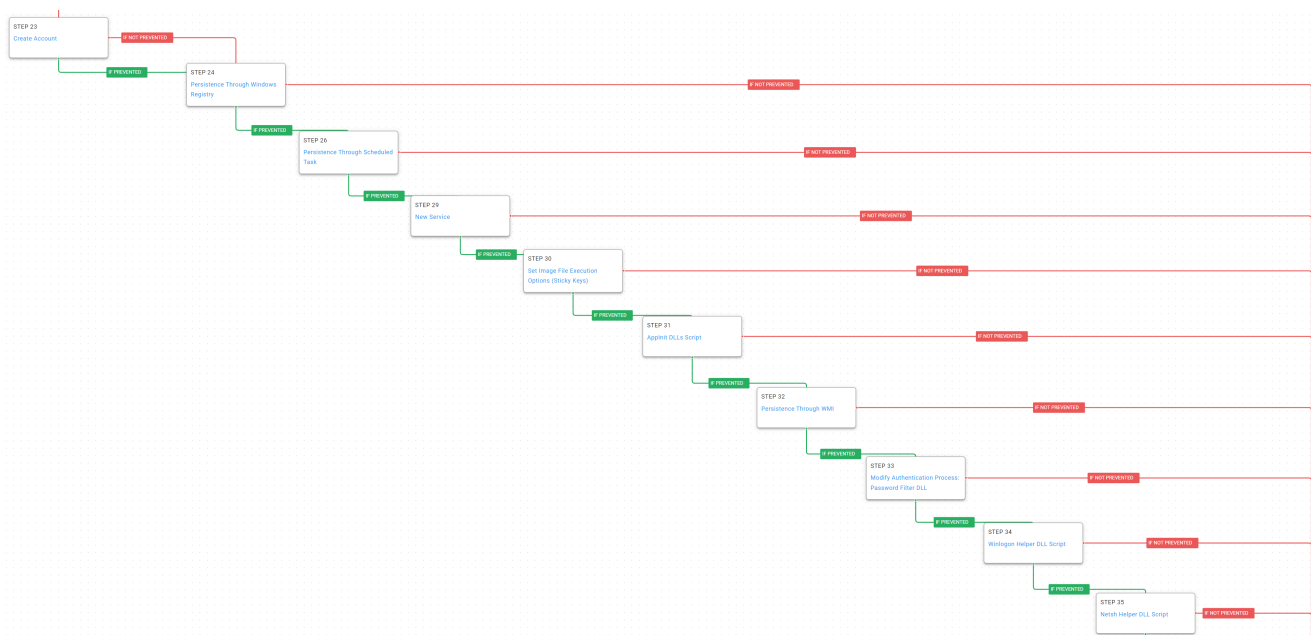 STEP 23
Create Account
IF NOT PREVENTED
IF PREVENTED
STEP 24
Persistence Through Windows
Registry
IF NOT PREVENTED
IF PREVENTED
STEP 26
Persistence Through Scheduled
Task
IF NOT PREVENTED
IF PREVENTED
STEP 29
New Service
IF NOT PREVENTED
IF PREVENTED
STEP 30
Set Image File Execution
Options (Sticky Keys)
IF NOT PREVENTED
IF PREVENTED
STEP 31
AppInit DLLs Script
IF NOT PREVENTED
IF PREVENTED
STEP 32
Persistence Through WMI
IF NOT PREVENTED
IF PREVENTED
STEP 33
Modify Authentication Process:
Password Filter DLL
IF NOT PREVENTED
IF PREVENTED
STEP 34
Winlogon Helper DLL Script
IF NOT PREVENTED
IF PREVENTED
STEP 35
Netsh Helper DLL Script
IF NOT PREVENTED